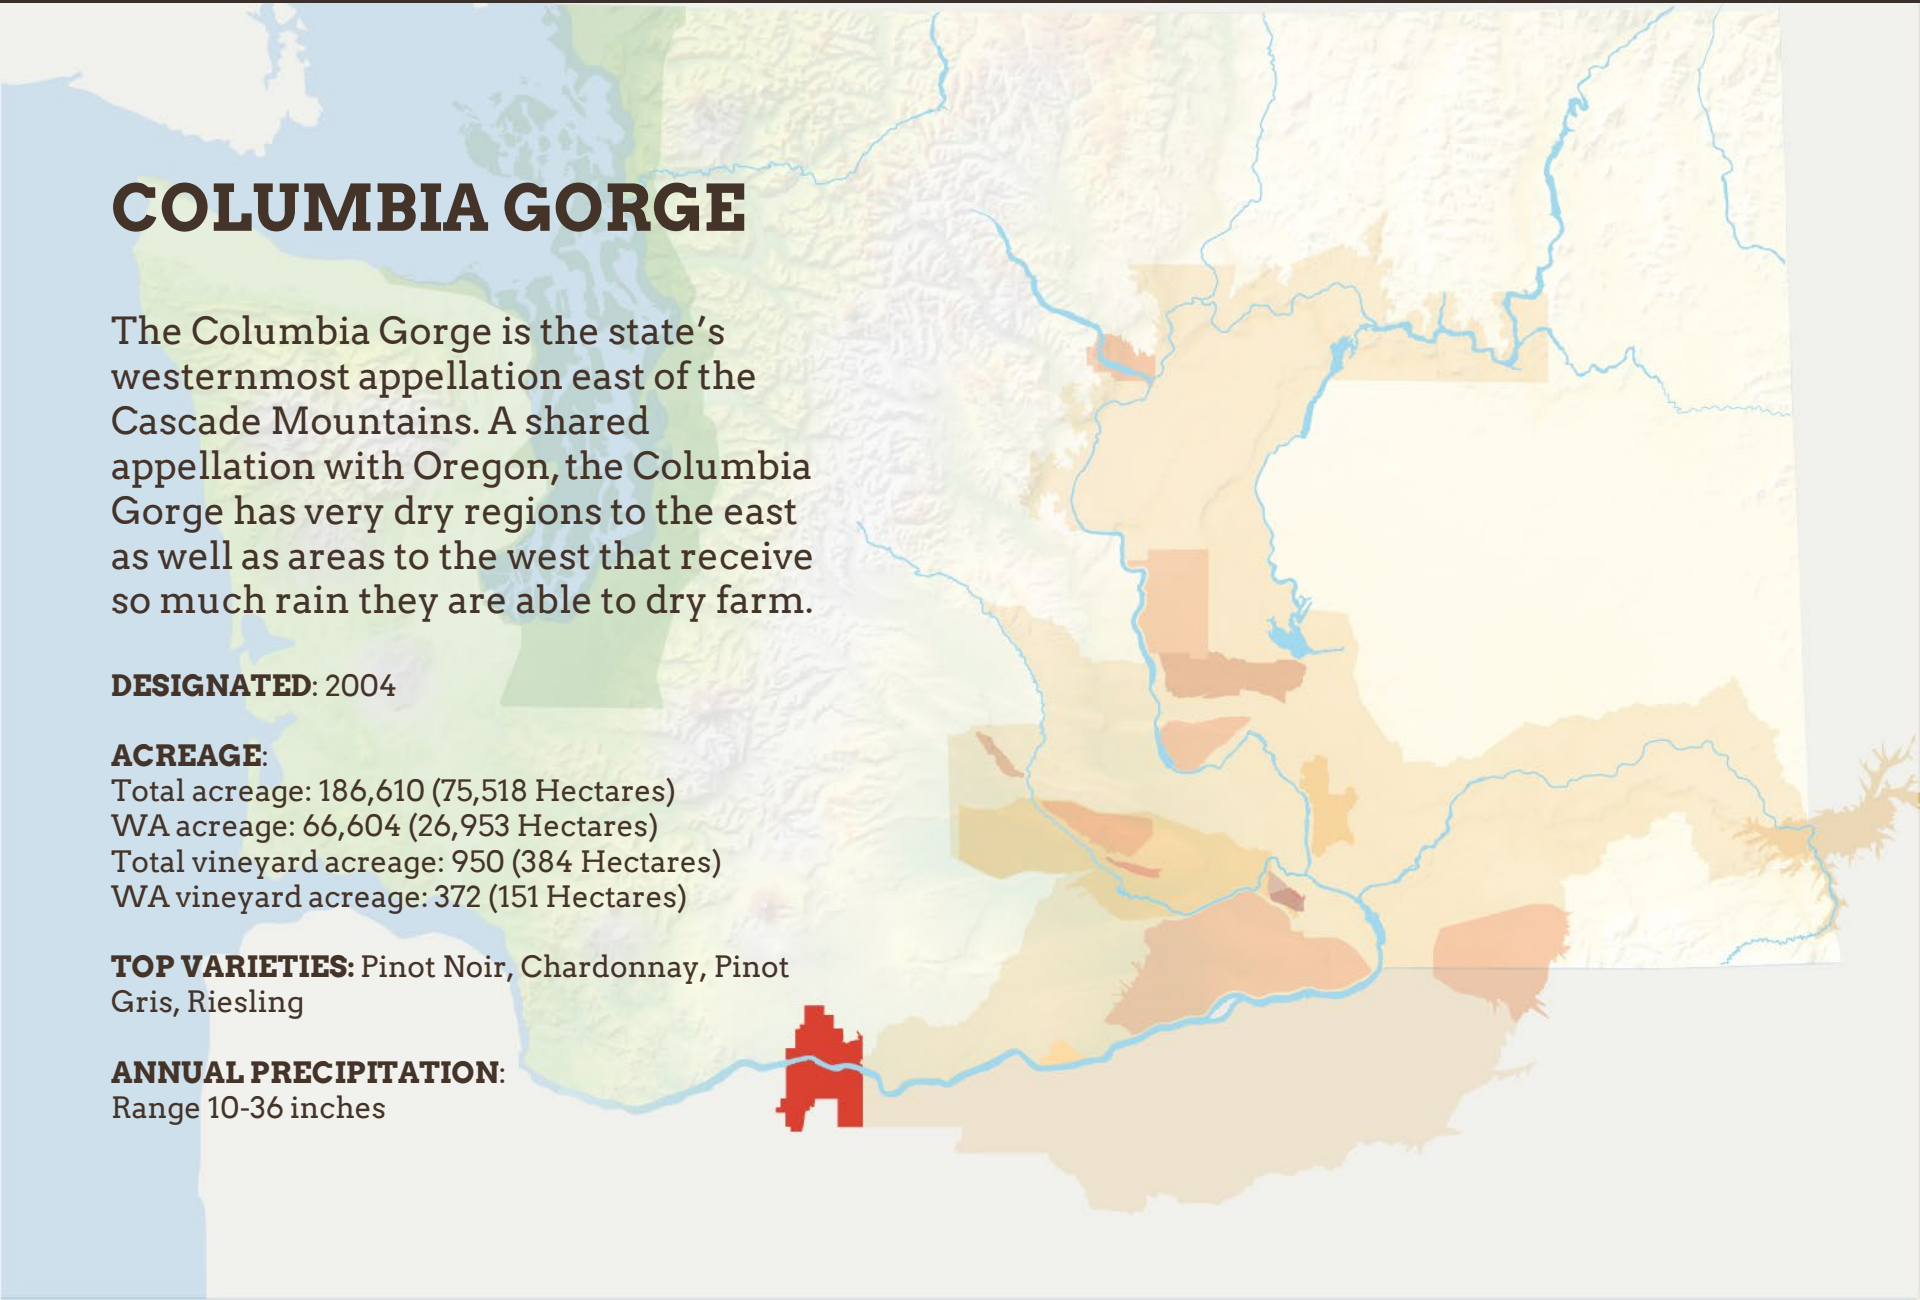 COLUMBIA GORGE
The Columbia Gorge is the state’s
westernmost appellation east of the
Cascade Mountains. A shared
appellation with Oregon, the Columbia
Gorge has very dry regions to the east
as well as areas to the west that receive
so much rain they are able to dry farm.
DESIGNATED: 2004
ACREAGE:
Total acreage: 186,610 (75,518 Hectares)
WA acreage: 66,604 (26,953 Hectares)
Total vineyard acreage: 950 (384 Hectares)
WA vineyard acreage: 372 (151 Hectares)
TOP VARIETIES: Pinot Noir, Chardonnay, Pinot
Gris, Riesling
ANNUAL PRECIPITATION:
Range 10-36 inches